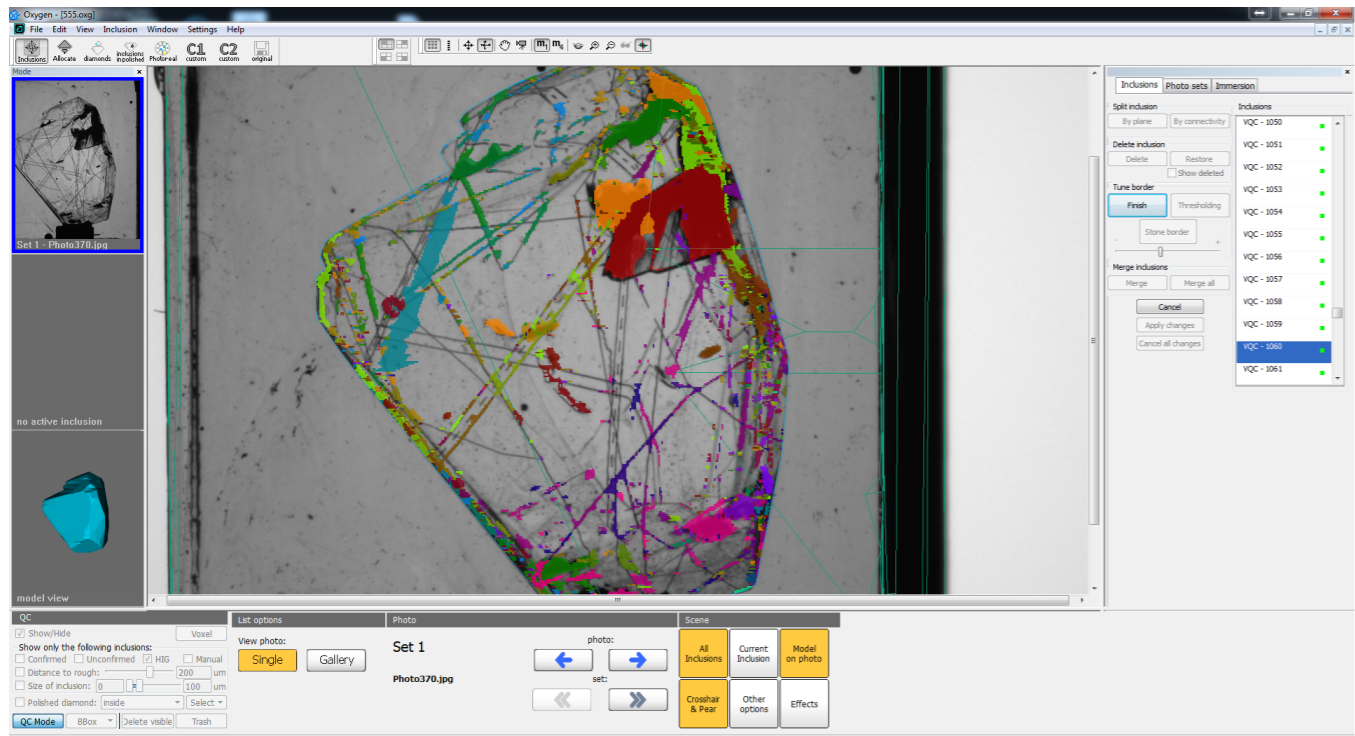 Oxygen - [555.oxg]
File Edit View Inclusion Window Settings Help
Inclusions Allocate diamonds inclusions in polished Photoreal C1 custom C2 custom original
Mode
Set 1 - Photo370.jpg
no active inclusion
model view
Inclusions Photo sets Immersion
Split inclusion
By plane By connectivity
Delete inclusion
Delete Restore
Show deleted
Tune border
Finish Thresholding
Stone border
- +
Merge inclusions
Merge Merge all
Cancel
Apply changes
Cancel all changes
Inclusions
VQC - 1050
VQC - 1051
VQC - 1052
VQC - 1053
VQC - 1054
VQC - 1055
VQC - 1056
VQC - 1057
VQC - 1058
VQC - 1059
VQC - 1060
VQC - 1061
QC
Show/Hide Voxel
Show only the following inclusions:
Confirmed Unconfirmed HIG Manual
Distance to rough: 200 um
Size of inclusion: 0 100 um
Polished diamond: inside Select
QC Mode BBox Delete visible Trash
List options
View photo:
Single Gallery
Photo
Set 1
Photo370.jpg
photo:
set:
Scene
All Inclusions Current Inclusion Model on photo
Crosshair & Pear Other options Effects